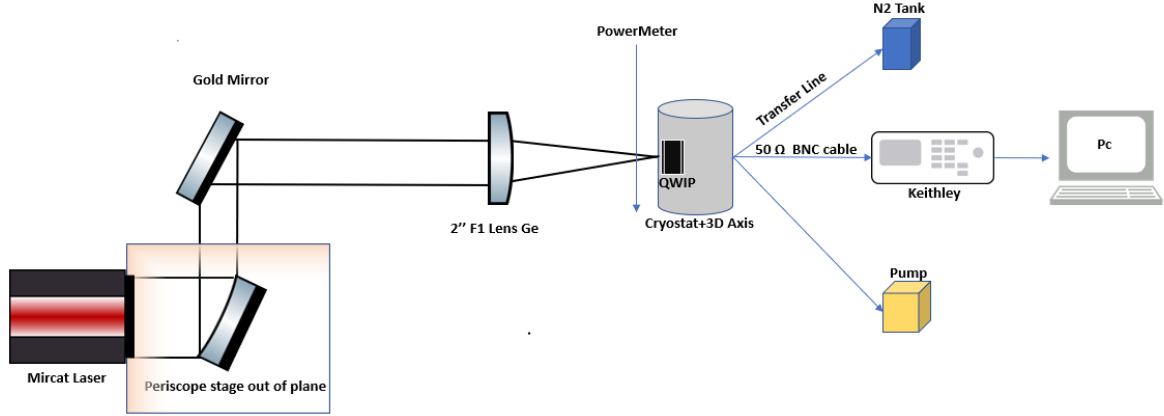 N2 Tank
PowerMeter
Gold Mirror
Transfer Line
50 Ω BNC cable
Pc
QWIP
Keithley
2’’ F1 Lens Ge
Cryostat+3D Axis
Pump
Mircat Laser
Periscope stage out of plane